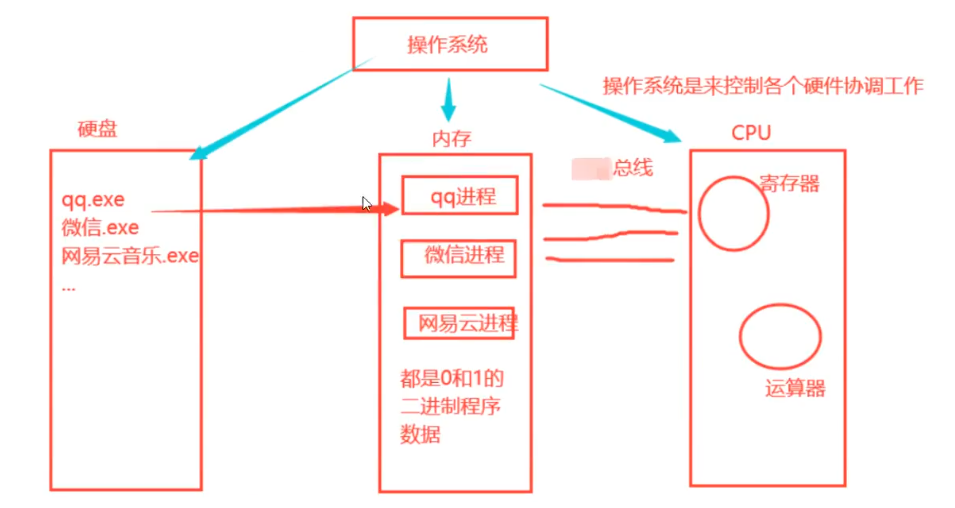 操作系统
操作系统是来控制各个硬件协调工作
硬盘
内存
CPU
总线
qq.exe
微信.exe
网易云音乐.exe
...
qq进程
微信进程
网易云进程
都是0和1的
二进制程序
数据
寄存器
运算器